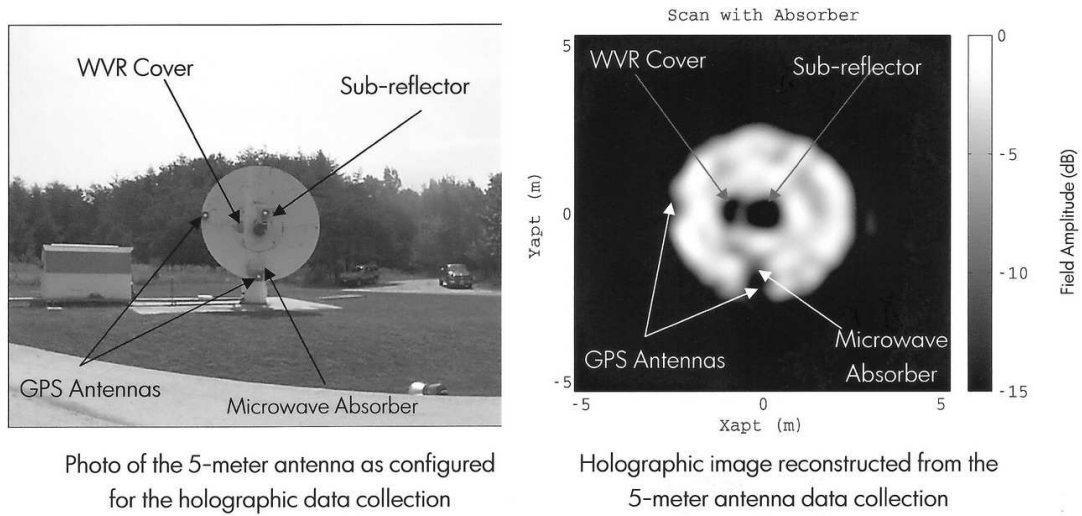 WVR Cover
Sub-reflector
GPS Antennas
Microwave Absorber
Photo of the 5-meter antenna as configured
for the holographic data collection
Scan with Absorber
5
0
-5
Yapt (m)
WVR Cover
Sub-reflector
GPS Antennas
Microwave
Absorber
-5
0
5
Xapt (m)
0
-5
-10
-15
Field Amplitude (dB)
Holographic image reconstructed from the
5-meter antenna data collection